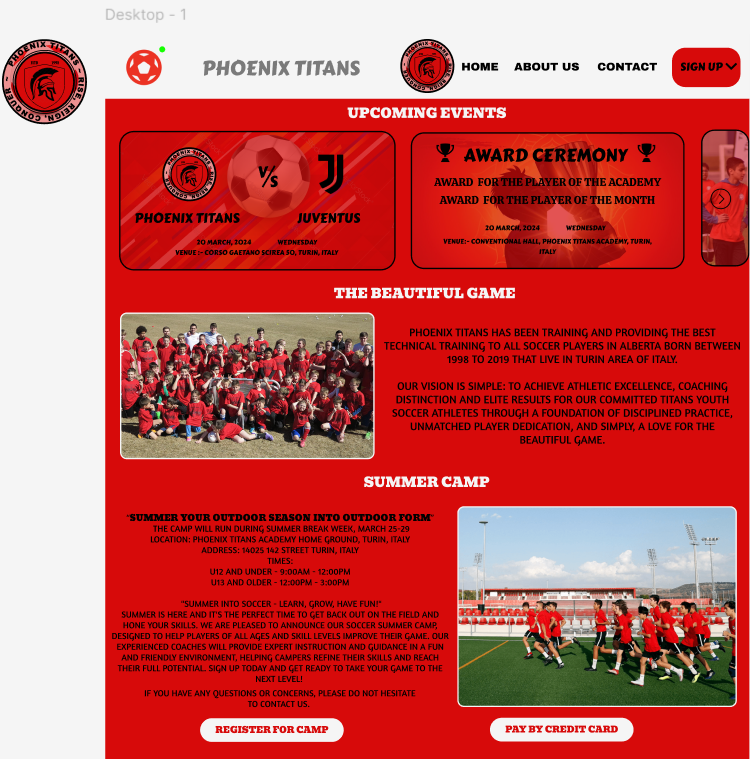 Desktop - 1
PHOENIX TITANS - RISE, REIGN, CONQUER
PHOENIX TITANS
HOME
ABOUT US
CONTACT
SIGN UP
UPCOMING EVENTS
V/S
PHOENIX TITANS
JUVENTUS
20 MARCH, 2024
WEDNESDAY
VENUE :- CORSO GAETANO SCIREA 50, TURIN, ITALY
AWARD CEREMONY
AWARD FOR THE PLAYER OF THE ACADEMY
AWARD FOR THE PLAYER OF THE MONTH
20 MARCH, 2024
WEDNESDAY
VENUE: - CONVENTIONAL HALL, PHOENIX TITANS ACADEMY, TURIN,
ITALY
THE BEAUTIFUL GAME
PHOENIX TITANS HAS BEEN TRAINING AND PROVIDING THE BEST
TECHNICAL TRAINING TO ALL SOCCER PLAYERS IN ALBERTA BORN BETWEEN
1998 TO 2019 THAT LIVE IN TURIN AREA OF ITALY.
OUR VISION IS SIMPLE: TO ACHIEVE ATHLETIC EXCELLENCE, COACHING
DISTINCTION AND ELITE RESULTS FOR OUR COMMITTED TITANS YOUTH
SOCCER ATHLETES THROUGH A FOUNDATION OF DISCIPLINED PRACTICE,
UNMATCHED PLAYER DEDICATION, AND SIMPLY, A LOVE FOR THE
BEAUTIFUL GAME.
SUMMER CAMP
"SUMMER YOUR OUTDOOR SEASON INTO OUTDOOR FORM"
THE CAMP WILL RUN DURING SUMMER BREAK WEEK, MARCH 25-29
LOCATION: PHOENIX TITANS ACADEMY HOME GROUND, TURIN, ITALY
ADDRESS: 14025 142 STREET TURIN, ITALY
TIMES:
U12 AND UNDER - 9:00AM - 12:00PM
U13 AND OLDER - 12:00PM - 3:00PM
"SUMMER INTO SOCCER - LEARN, GROW, HAVE FUN!"
SUMMER IS HERE AND IT'S THE PERFECT TIME TO GET BACK OUT ON THE FIELD AND
HONE YOUR SKILLS. WE ARE PLEASED TO ANNOUNCE OUR SOCCER SUMMER CAMP,
DESIGNED TO HELP PLAYERS OF ALL AGES AND SKILL LEVELS IMPROVE THEIR GAME. OUR
EXPERIENCED COACHES WILL PROVIDE EXPERT INSTRUCTION AND GUIDANCE IN A FUN
AND FRIENDLY ENVIRONMENT, HELPING CAMPERS REFINE THEIR SKILLS AND REACH
THEIR FULL POTENTIAL. SIGN UP TODAY AND GET READY TO TAKE YOUR GAME TO THE
NEXT LEVEL!
IF YOU HAVE ANY QUESTIONS OR CONCERNS, PLEASE DO NOT HESITATE
TO CONTACT US.
REGISTER FOR CAMP
PAY BY CREDIT CARD